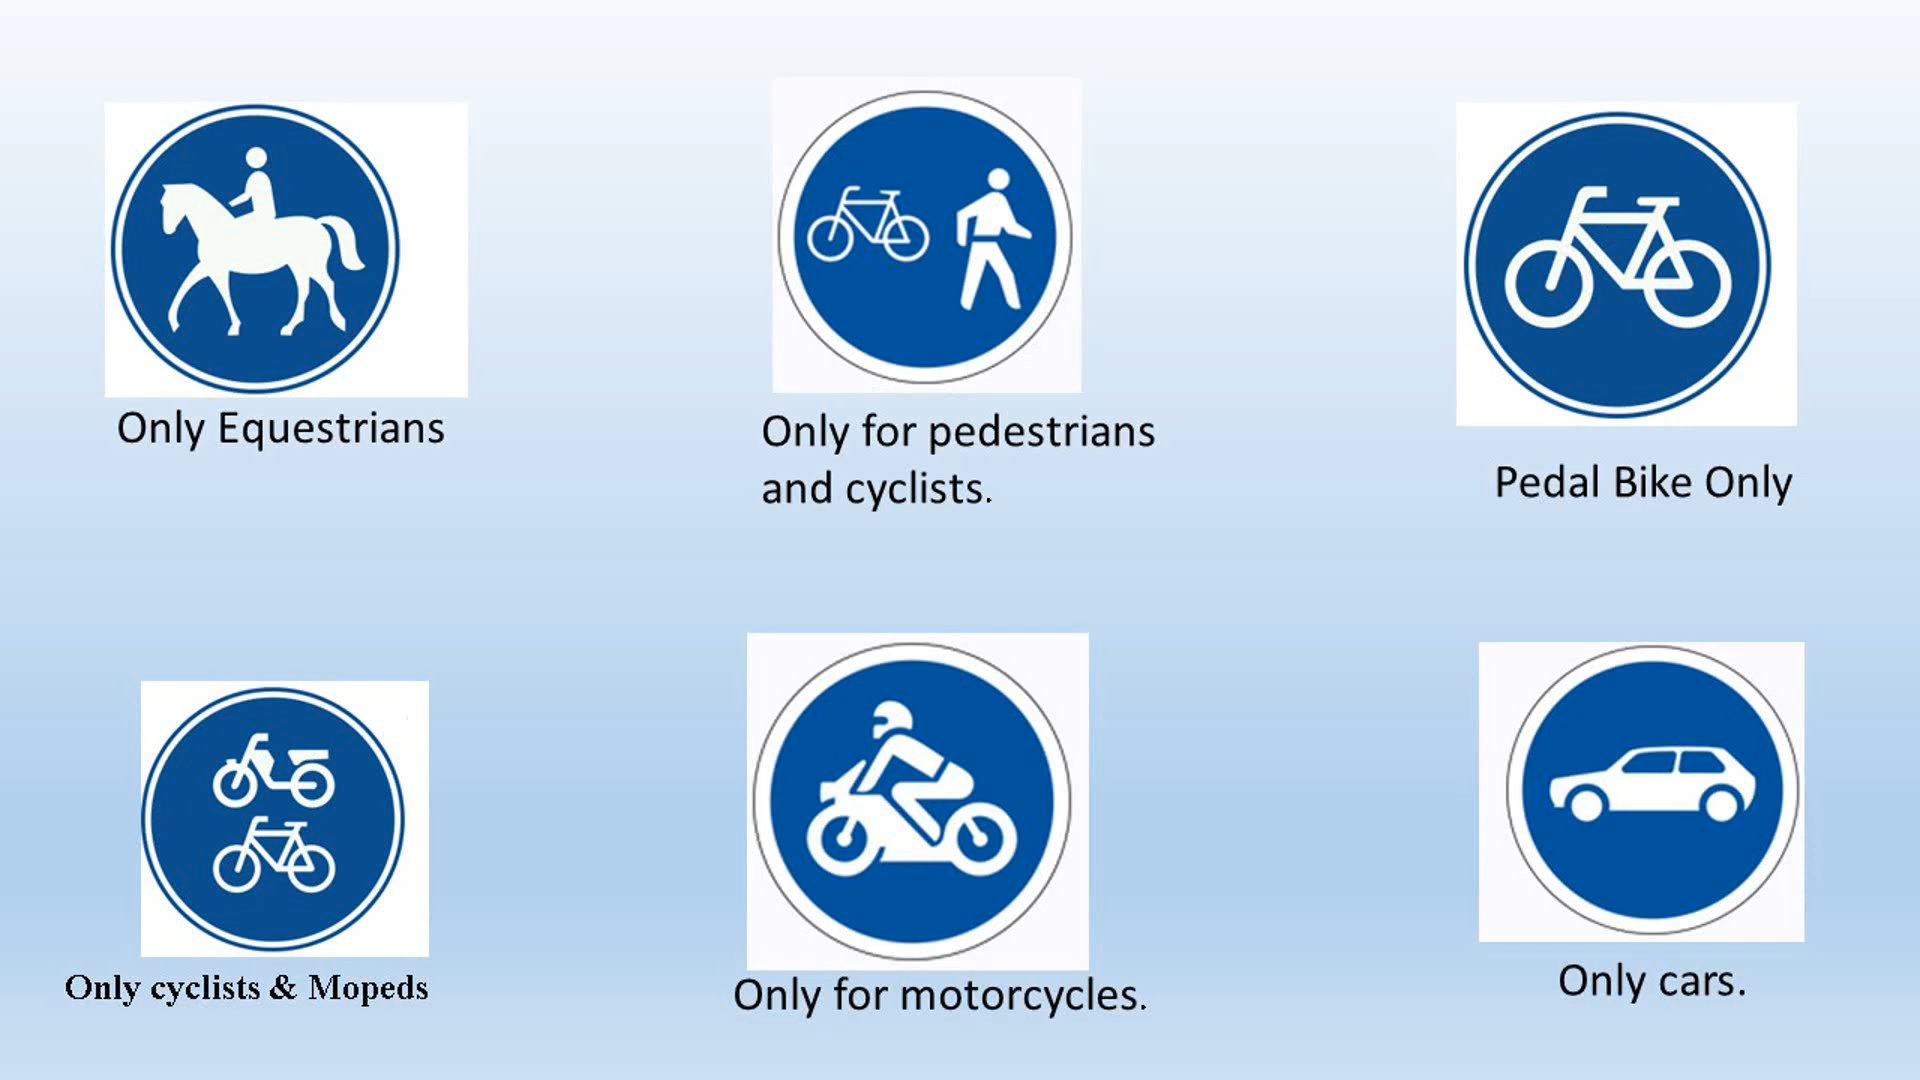 Only Equestrians
Only for pedestrians
and cyclists.
Pedal Bike Only
Only cyclists & Mopeds
Only for motorcycles.
Only cars.